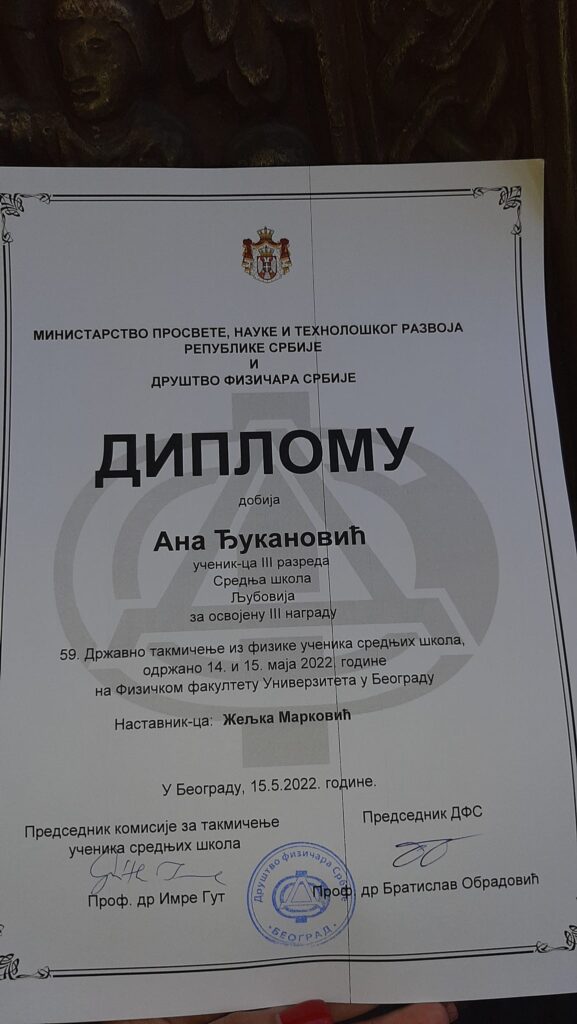 МИНИСТАРСТВО ПРОСВЕТЕ, НАУКЕ И ТЕХНОЛОШКОГ РАЗВОЈА
РЕПУБЛИКЕ СРБИЈЕ
И
ДРУШТВО ФИЗИЧАРА СРБИЈЕ
ДИПЛОМУ
добија
Ана Ђукановић
ученик-ца III разреда
Средња школа
Љубовија
за освојену III награду
59. Државно такмичење из физике ученика средњих школа,
одржано 14. и 15. маја 2022. године
на Физичком факултету Универзитета у Београду
Наставник-ца: Жељка Марковић
У Београду, 15.5.2022. године.
Председник комисије за такмичење
ученика средњих школа
Проф. др Имре Гут
Председник ДФС
Проф. др Братислав Обрадовић
Друштво физичара Србије
· БЕОГРАД ·